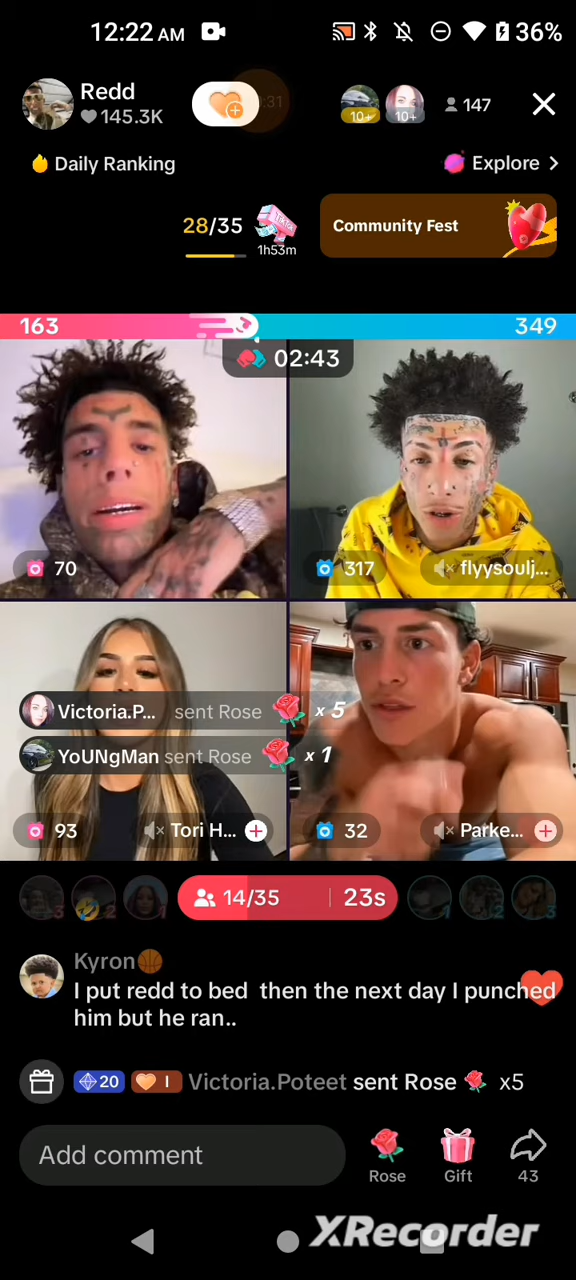 12:22 AM
36%
Redd
145.3K
10+
10+
147
Daily Ranking
Explore >
28/35
1h53m
Community Fest
163
349
02:43
70
317
flyysoulj...
Victoria.P... sent Rose x 5
YoUNgMan sent Rose x 1
93
Tori H...
32
Parke...
14/35
23s
Kyron
I put redd to bed then the next day I punched
him but he ran..
20 I Victoria.Poteet sent Rose x5
Add comment
Rose
Gift
43
XRecorder